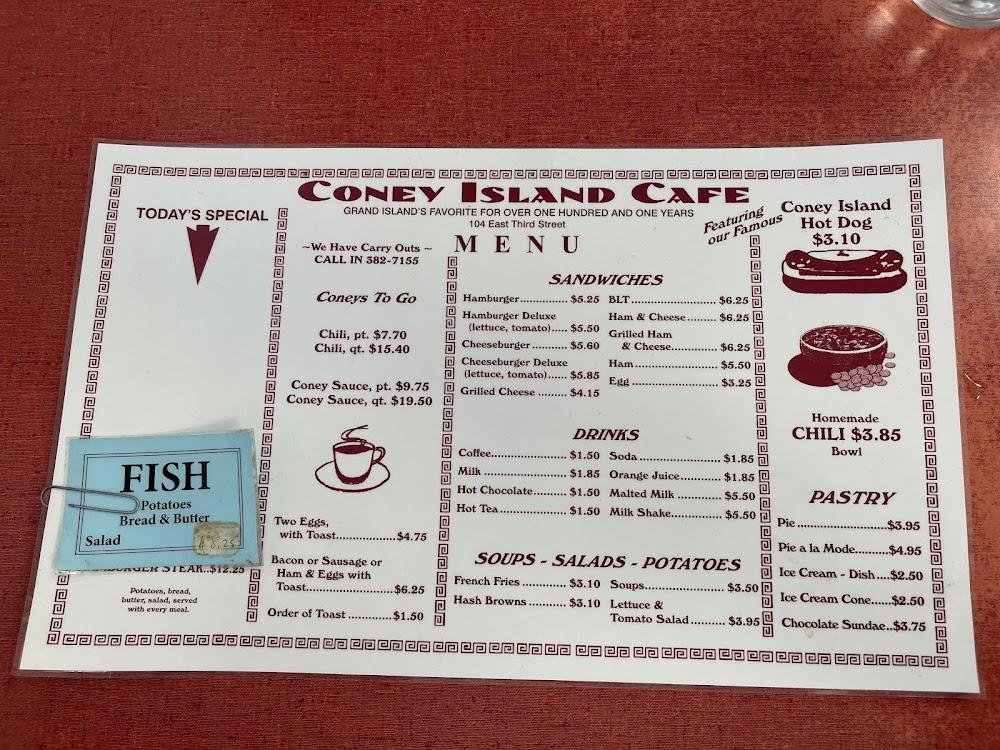 CONEY ISLAND CAFE
GRAND ISLAND'S FAVORITE FOR OVER ONE HUNDRED AND ONE YEARS
104 East Third Street
MENU
TODAY'S SPECIAL
FISH
Potatoes
Bread & Butter
Salad
STEAK..$12.25
Potatoes, bread,
butter, salad, served
with every meal.
~We Have Carry Outs ~
CALL IN 382-7155
Coneys To Go
Chili, pt. $7.70
Chili, qt. $15.40
Coney Sauce, pt. $9.75
Coney Sauce, qt. $19.50
Two Eggs,
with Toast..................$4.75
Bacon or Sausage or
Ham & Eggs with
Toast........................$6.25
Order of Toast ...........$1.50
SANDWICHES
Hamburger............. $5.25
Hamburger Deluxe
(lettuce, tomato)..... $5.50
Cheeseburger.......... $5.60
Cheeseburger Deluxe
(lettuce, tomato)..... $5.85
Grilled Cheese ........ $4.15
BLT....................... $6.25
Ham & Cheese........ $6.25
Grilled Ham
& Cheese............. $6.25
Ham....................... $5.50
Egg ....................... $3.25
DRINKS
Coffee..................... $1.50
Milk ....................... $1.85
Hot Chocolate......... $1.50
Hot Tea................... $1.50
Soda........................ $1.85
Orange Juice............ $1.85
Malted Milk ............ $5.50
Milk Shake.............. $5.50
SOUPS - SALADS - POTATOES
French Fries ............ $3.10
Hash Browns .......... $3.10
Soups....................... $3.50
Lettuce &
Tomato Salad.......... $3.95
Featuring
our Famous
Coney Island
Hot Dog
$3.10
Homemade
CHILI $3.85
Bowl
PASTRY
Pie.......................$3.95
Pie a la Mode.........$4.95
Ice Cream - Dish....$2.50
Ice Cream Cone.....$2.50
Chocolate Sundae..$3.75